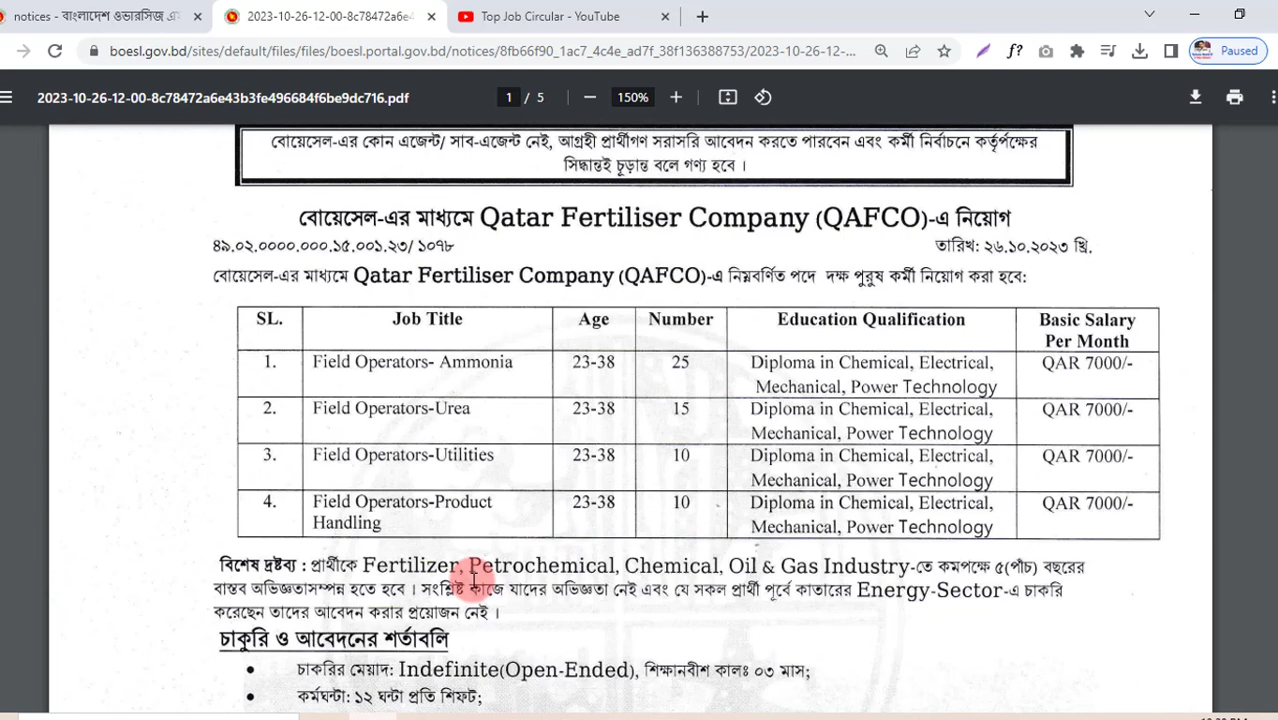 notices - বাংলাদেশ ওভারসিজ এম
2023-10-26-12-00-8c78472a6e4
Top Job Circular - YouTube
boesl.gov.bd/sites/default/files/files/boesl.portal.gov.bd/notices/8fb66f90_1ac7_4c4e_ad7f_38f136388753/2023-10-26-12-...
Paused
2023-10-26-12-00-8c78472a6e43b3fe496684f6be9dc716.pdf
1 / 5
150%
বোয়েসেল-এর কোন এজেন্ট/ সাব-এজেন্ট নেই, আগ্রহী প্রার্থীগণ সরাসরি আবেদন করতে পারবেন এবং কর্মী নির্বাচনে কর্তৃপক্ষের
সিদ্ধান্তই চূড়ান্ত বলে গণ্য হবে ।
বোয়েসেল-এর মাধ্যমে Qatar Fertiliser Company (QAFCO)-এ নিয়োগ
৪৯.০২.০০০০.০০০.১৫.০০১.২৩/ ১০৭৮
তারিখ: ২৬.১০.২০২৩ খ্রি.
বোয়েসেল-এর মাধ্যমে Qatar Fertiliser Company (QAFCO)-এ নিম্নবর্ণিত পদে দক্ষ পুরুষ কর্মী নিয়োগ করা হবে:
SL. Job Title Age Number Education Qualification Basic Salary
Per Month
1. Field Operators- Ammonia 23-38 25 Diploma in Chemical, Electrical, QAR 7000/-
Mechanical, Power Technology
2. Field Operators-Urea 23-38 15 Diploma in Chemical, Electrical, QAR 7000/-
Mechanical, Power Technology
3. Field Operators-Utilities 23-38 10 Diploma in Chemical, Electrical, QAR 7000/-
Mechanical, Power Technology
4. Field Operators-Product 23-38 10 Diploma in Chemical, Electrical, QAR 7000/-
Handling Mechanical, Power Technology
বিশেষ দ্রষ্টব্য : প্রার্থীকে Fertilizer, Petrochemical, Chemical, Oil & Gas Industry-তে কমপক্ষে ৫(পাঁচ) বছরের
বাস্তব অভিজ্ঞতাসম্পন্ন হতে হবে । সংশ্লিষ্ট কাজে যাদের অভিজ্ঞতা নেই এবং যে সকল প্রার্থী পূর্বে কাতারের Energy-Sector-এ চাকরি
করেছেন তাদের আবেদন করার প্রয়োজন নেই ।
চাকুরি ও আবেদনের শর্তাবলি
• চাকরির মেয়াদ: Indefinite(Open-Ended), শিক্ষানবীশ কালঃ ০৩ মাস;
• কর্মঘন্টা: ১২ ঘন্টা প্রতি শিফট;